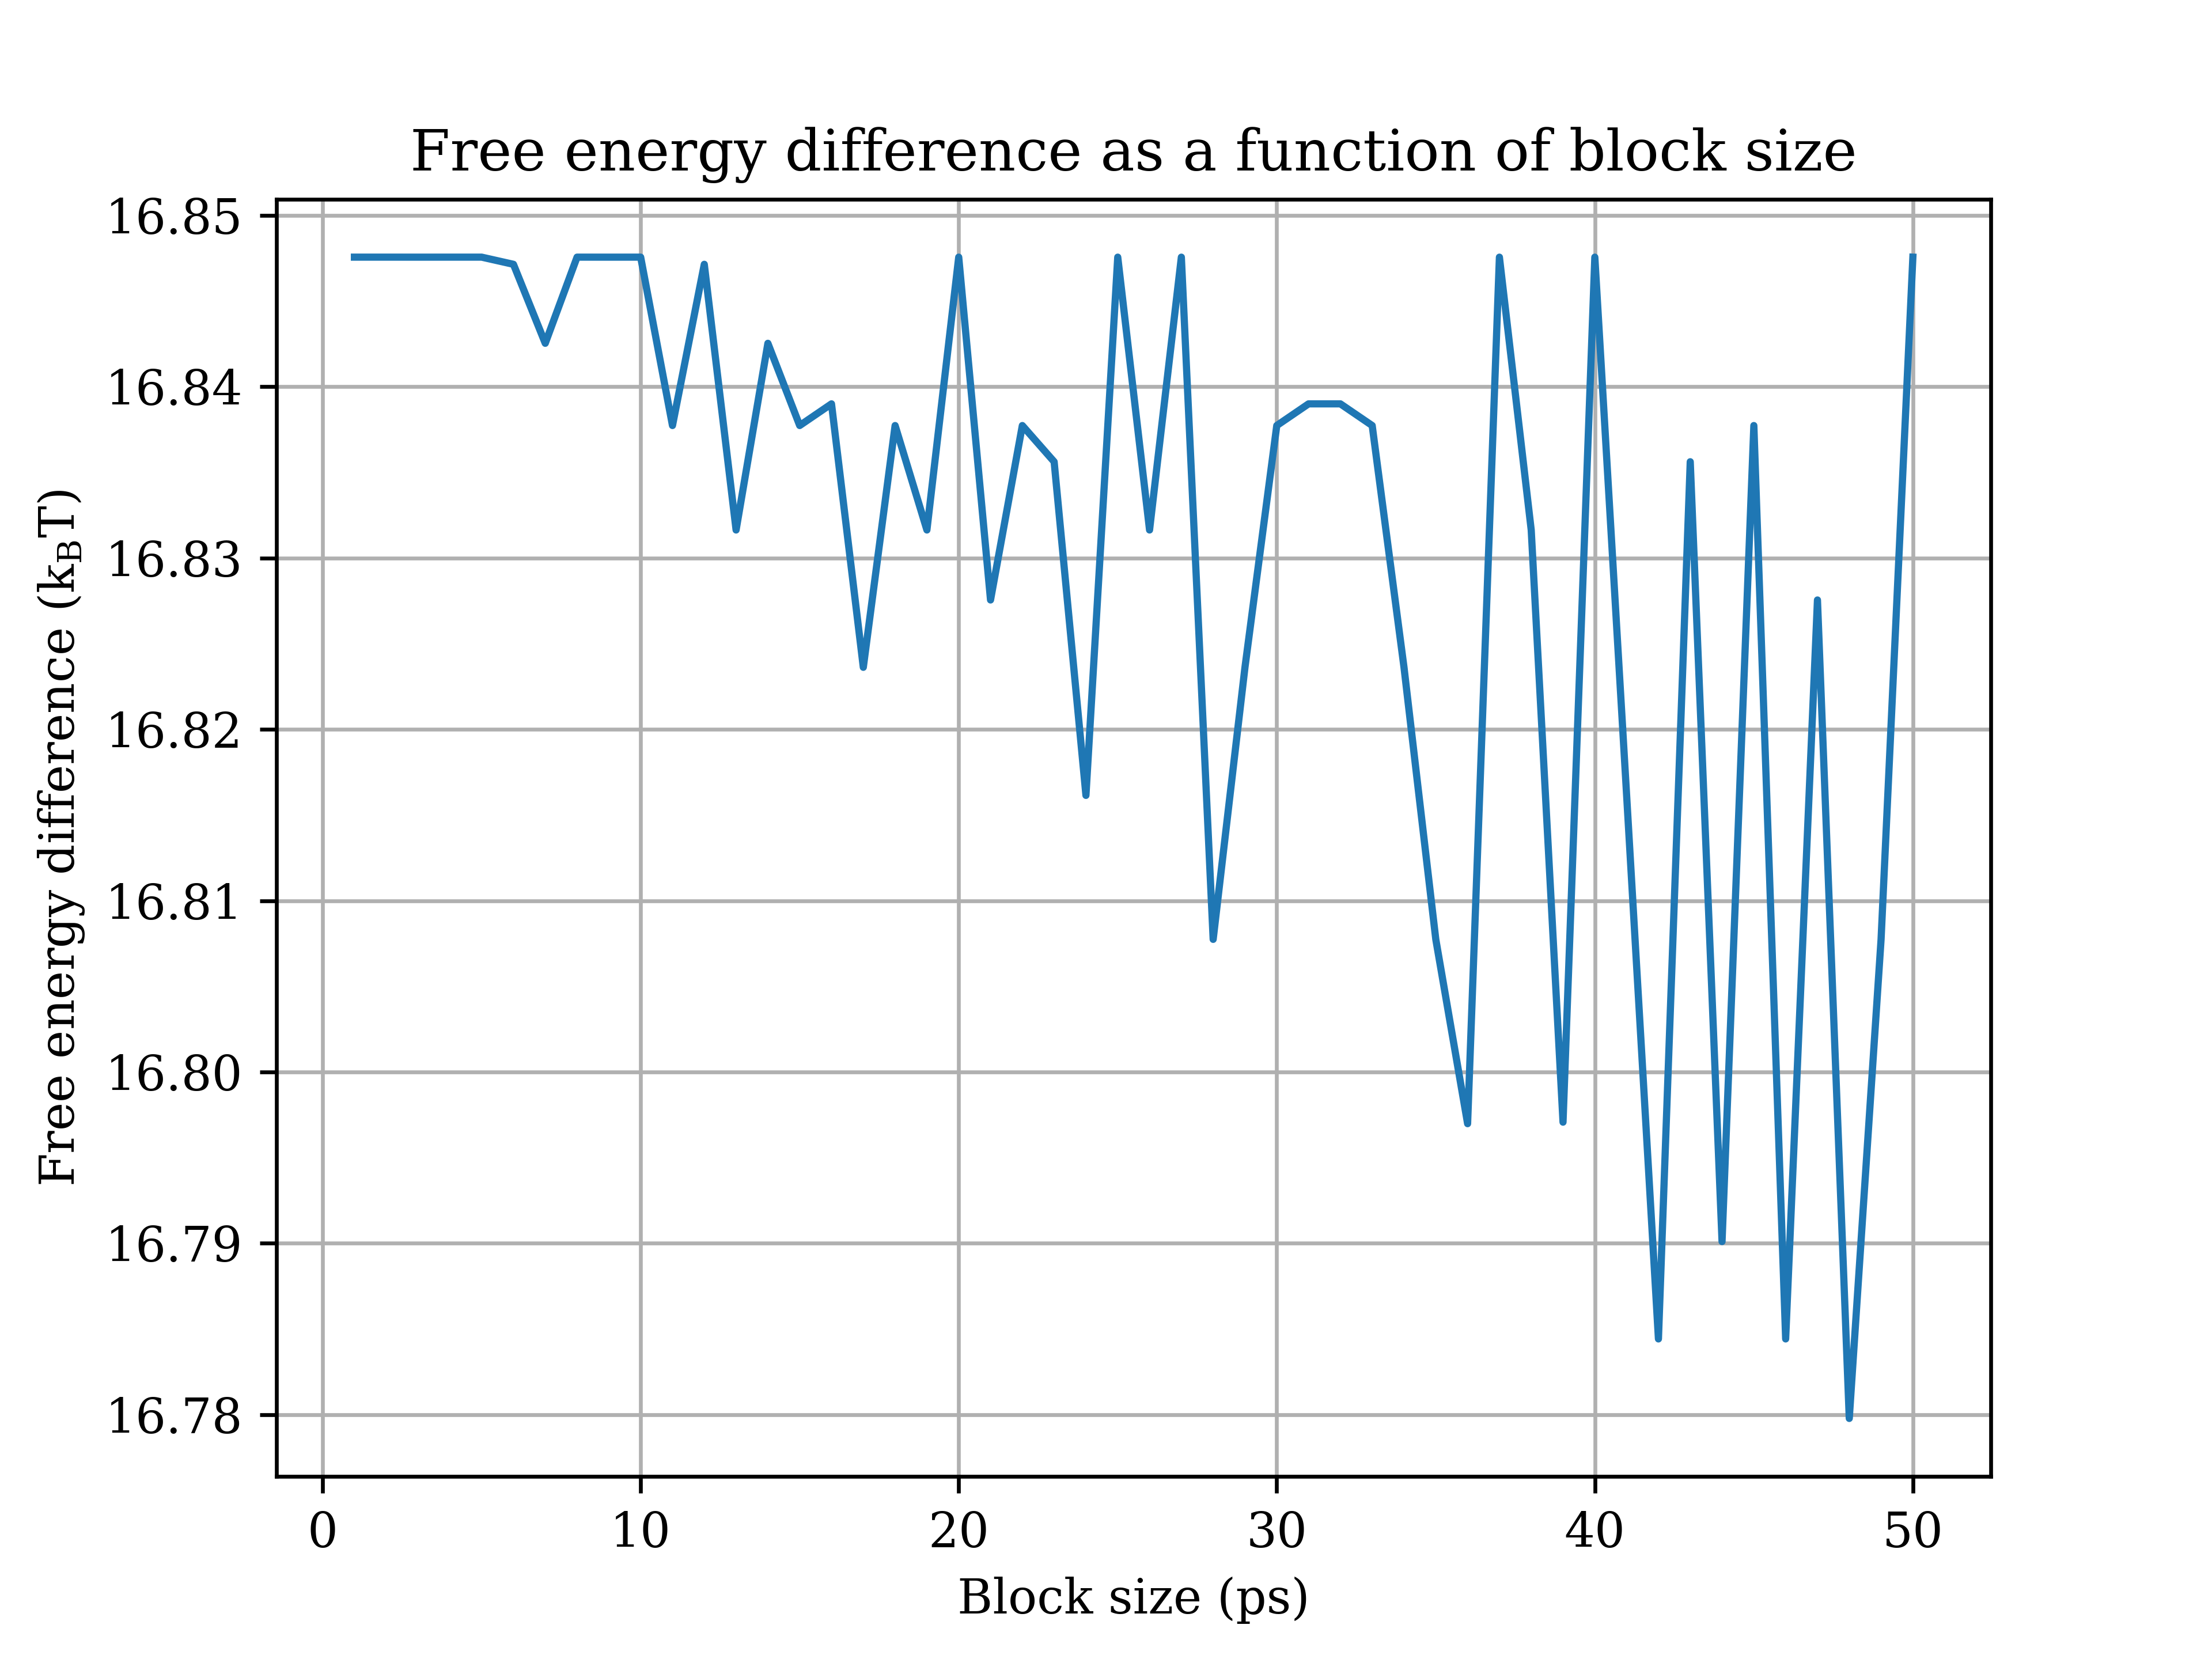 Free energy difference as a function of block size
16.85
16.84
16.83
16.82
16.81
16.80
16.79
16.78
Free energy difference (kBT)
0 10 20 30 40 50
Block size (ps)